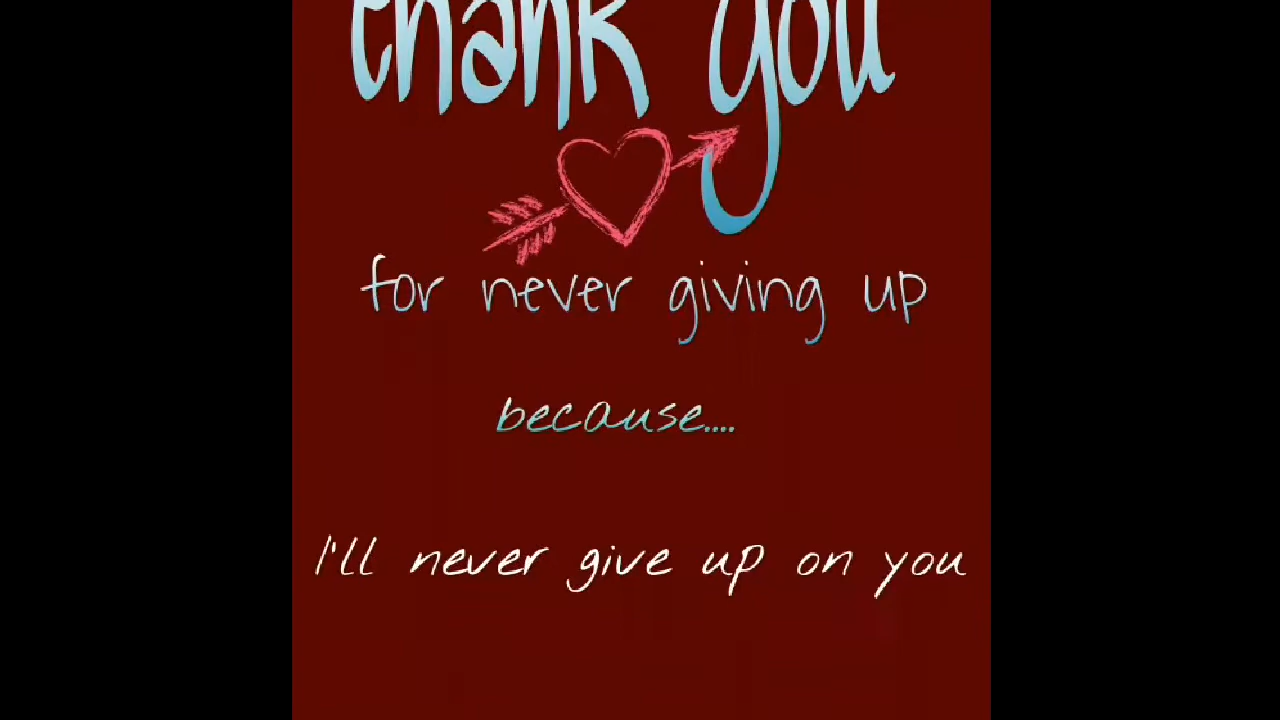 thank you
for never giving up
because....
I'll never give up on you